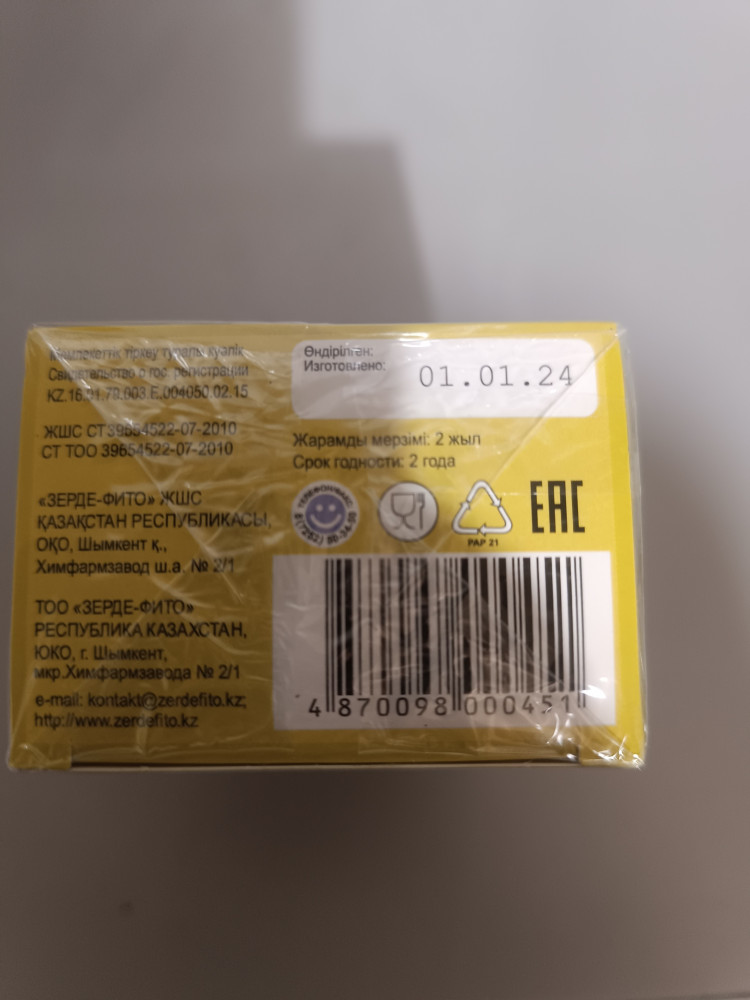 Мемлекеттік тіркеу туралы куәлік
Свидетельство о гос. регистрации
KZ.16.01.79.003.E.004050.02.15
ЖШС СТ 39654522-07-2010
СТ ТОО 39654522-07-2010
«ЗЕРДЕ-ФИТО» ЖШС
ҚАЗАҚСТАН РЕСПУБЛИКАСЫ,
ОҚО, Шымкент қ.,
Химфармзавод ш.а. № 2/1
ТОО «ЗЕРДЕ-ФИТО»
РЕСПУБЛИКА КАЗАХСТАН,
ЮКО, г. Шымкент,
мкр.Химфармзавода № 2/1
e-mail: kontakt@zerdefito.kz;
http://www.zerdefito.kz
Өндірілген:
Изготовлено:
01.01.24
Жарамды мерзімі: 2 жыл
Срок годности: 2 года
PAP 21
EAC
4 870098 000451